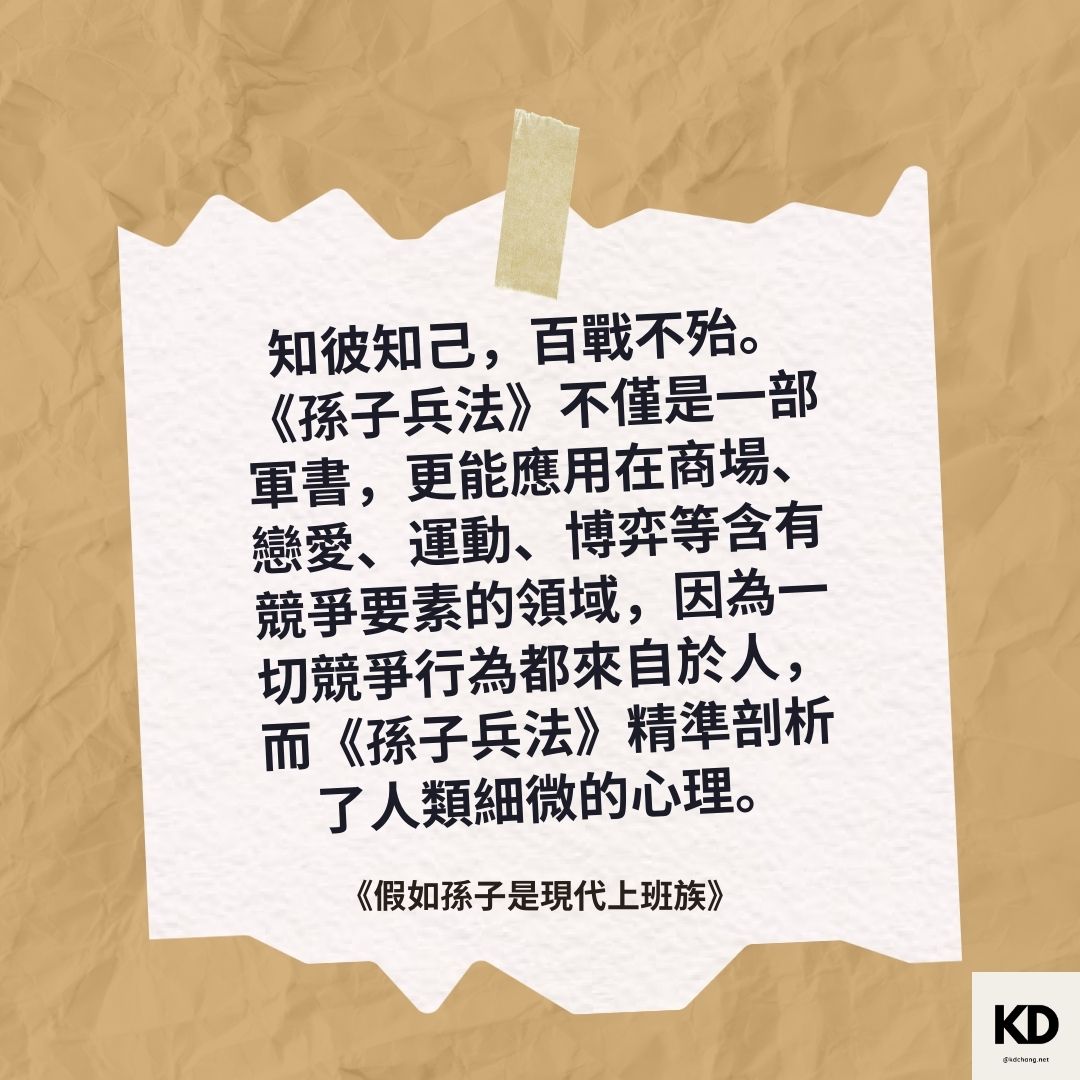 知彼知己，百戰不殆。
《孫子兵法》不僅是一部
軍書，更能應用在商場、
戀愛、運動、博弈等含有
競爭要素的領域，因為一
切競爭行為都來自於人，
而《孫子兵法》精準剖析
了人類細微的心理。
《假如孫子是現代上班族》
KD
@kdchang.net